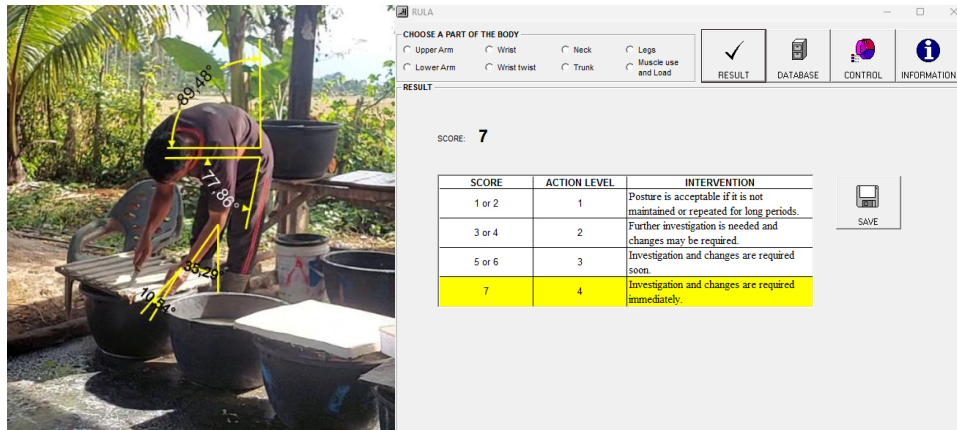 89,48°
77,86°
35,29°
10,54°
RULA
CHOOSE A PART OF THE BODY
Upper Arm Wrist Neck Legs
Lower Arm Wrist twist Trunk Muscle use and Load
RESULT DATABASE CONTROL INFORMATION
RESULT
SCORE: 7
SCORE ACTION LEVEL INTERVENTION
1 or 2 1 Posture is acceptable if it is not
maintained or repeated for long periods.
3 or 4 2 Further investigation is needed and
changes may be required.
5 or 6 3 Investigation and changes are required
soon.
7 4 Investigation and changes are required
immediately.
SAVE